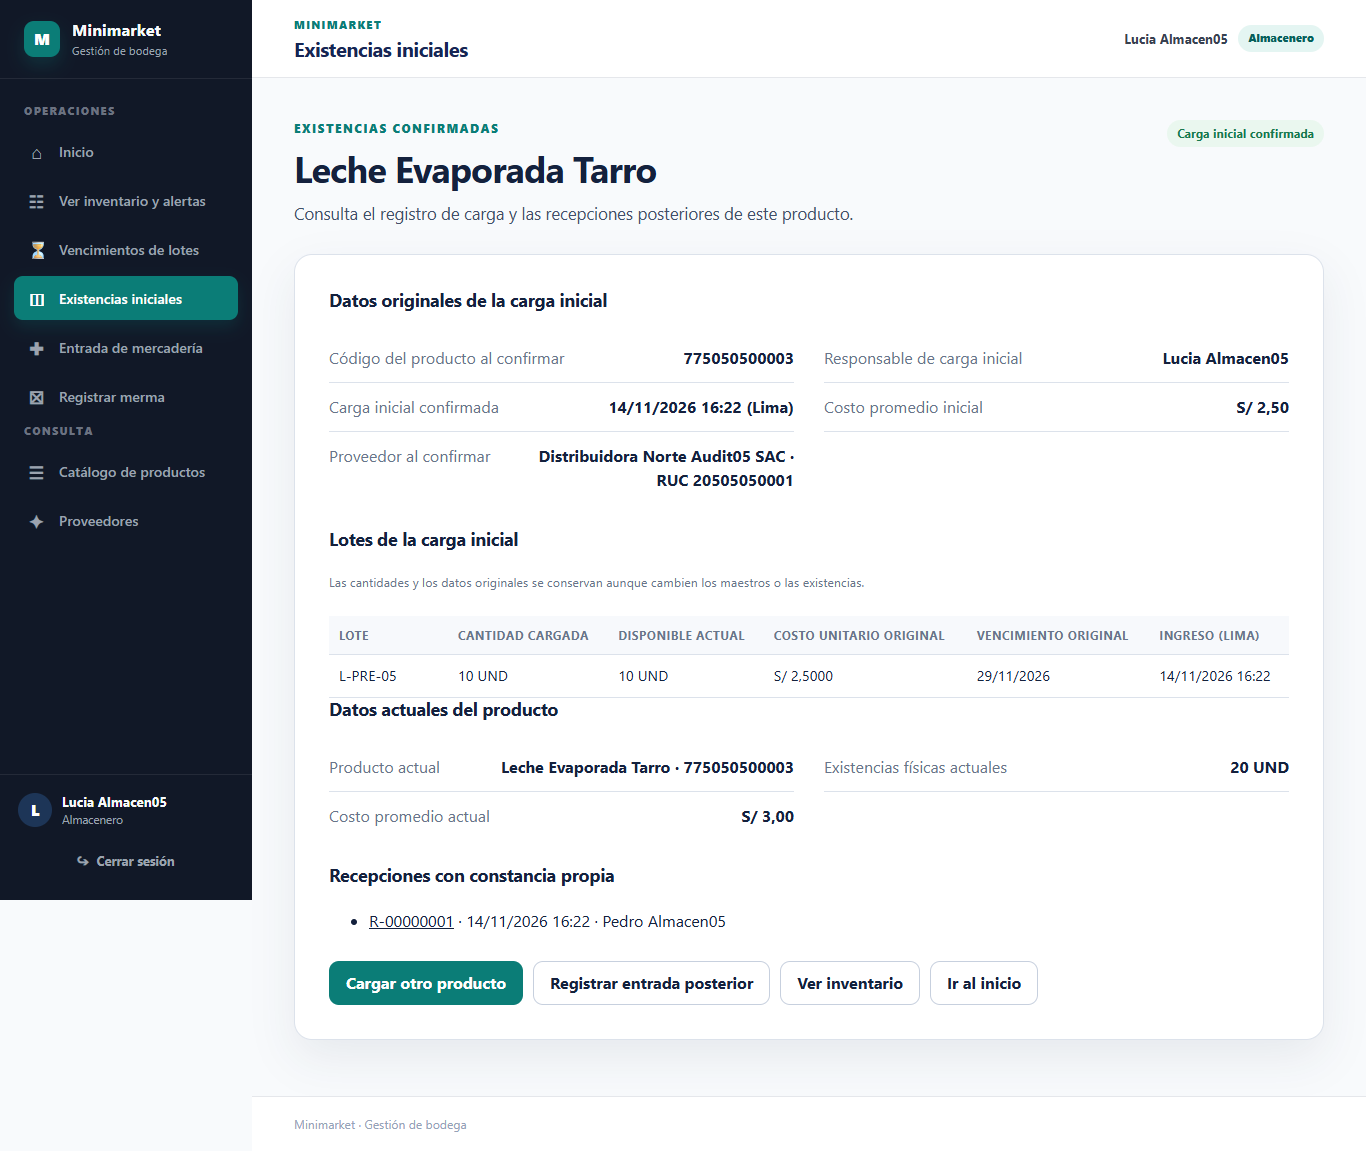 M
Minimarket
Gestión de bodega
OPERACIONES
Inicio
Ver inventario y alertas
Vencimientos de lotes
Existencias iniciales
Entrada de mercadería
Registrar merma
CONSULTA
Catálogo de productos
Proveedores
L
Lucia Almacen05
Almacenero
Cerrar sesión
MINIMARKET
Existencias iniciales
Lucia Almacen05
Almacenero
EXISTENCIAS CONFIRMADAS
Carga inicial confirmada
Leche Evaporada Tarro
Consulta el registro de carga y las recepciones posteriores de este producto.
Datos originales de la carga inicial
Código del producto al confirmar 775050500003
Responsable de carga inicial Lucia Almacen05
Carga inicial confirmada 14/11/2026 16:22 (Lima)
Costo promedio inicial S/ 2,50
Proveedor al confirmar Distribuidora Norte Audit05 SAC ·
RUC 20505050001
Lotes de la carga inicial
Las cantidades y los datos originales se conservan aunque cambien los maestros o las existencias.
LOTE CANTIDAD CARGADA DISPONIBLE ACTUAL COSTO UNITARIO ORIGINAL VENCIMIENTO ORIGINAL INGRESO (LIMA)
L-PRE-05 10 UND 10 UND S/ 2,5000 29/11/2026 14/11/2026 16:22
Datos actuales del producto
Producto actual Leche Evaporada Tarro · 775050500003
Existencias físicas actuales 20 UND
Costo promedio actual S/ 3,00
Recepciones con constancia propia
• R-00000001 · 14/11/2026 16:22 · Pedro Almacen05
Cargar otro producto
Registrar entrada posterior
Ver inventario
Ir al inicio
Minimarket · Gestión de bodega